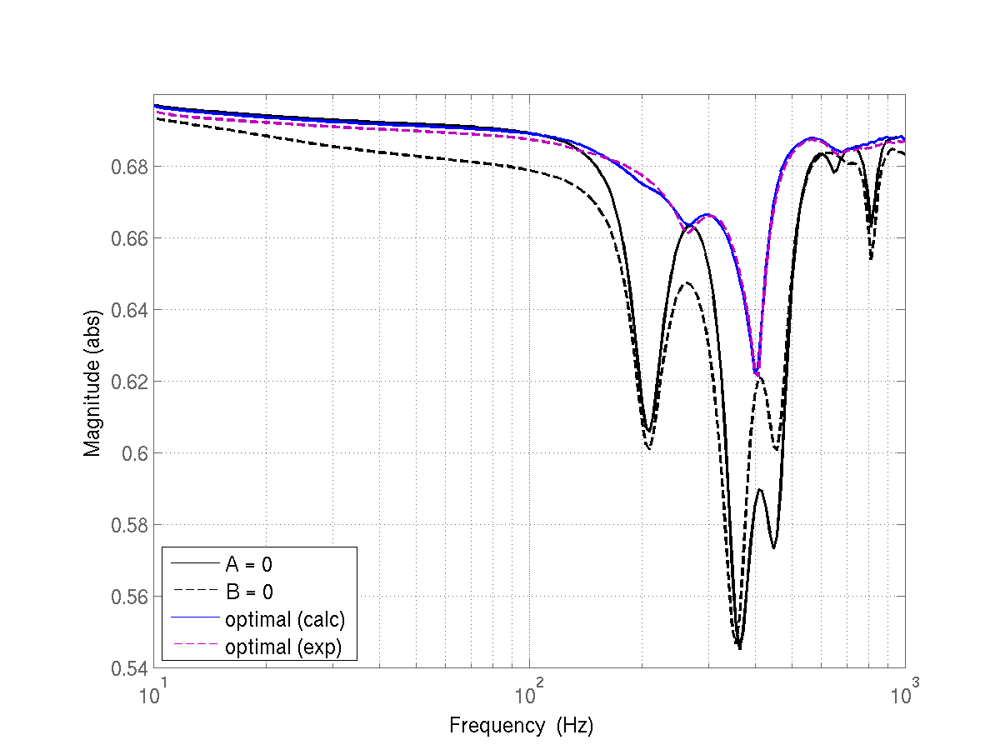 0.68
0.66
0.64
0.62
0.6
0.58
0.56
0.54
Magnitude (abs)
A = 0
B = 0
optimal (calc)
optimal (exp)
10^1
10^2
10^3
Frequency (Hz)